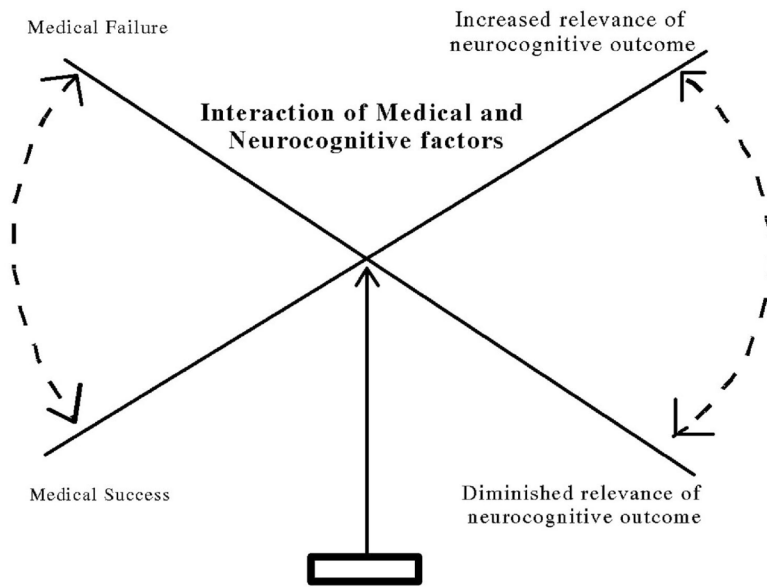 Medical Failure
Increased relevance of
neurocognitive outcome
Interaction of Medical and
Neurocognitive factors
Medical Success
Diminished relevance of
neurocognitive outcome